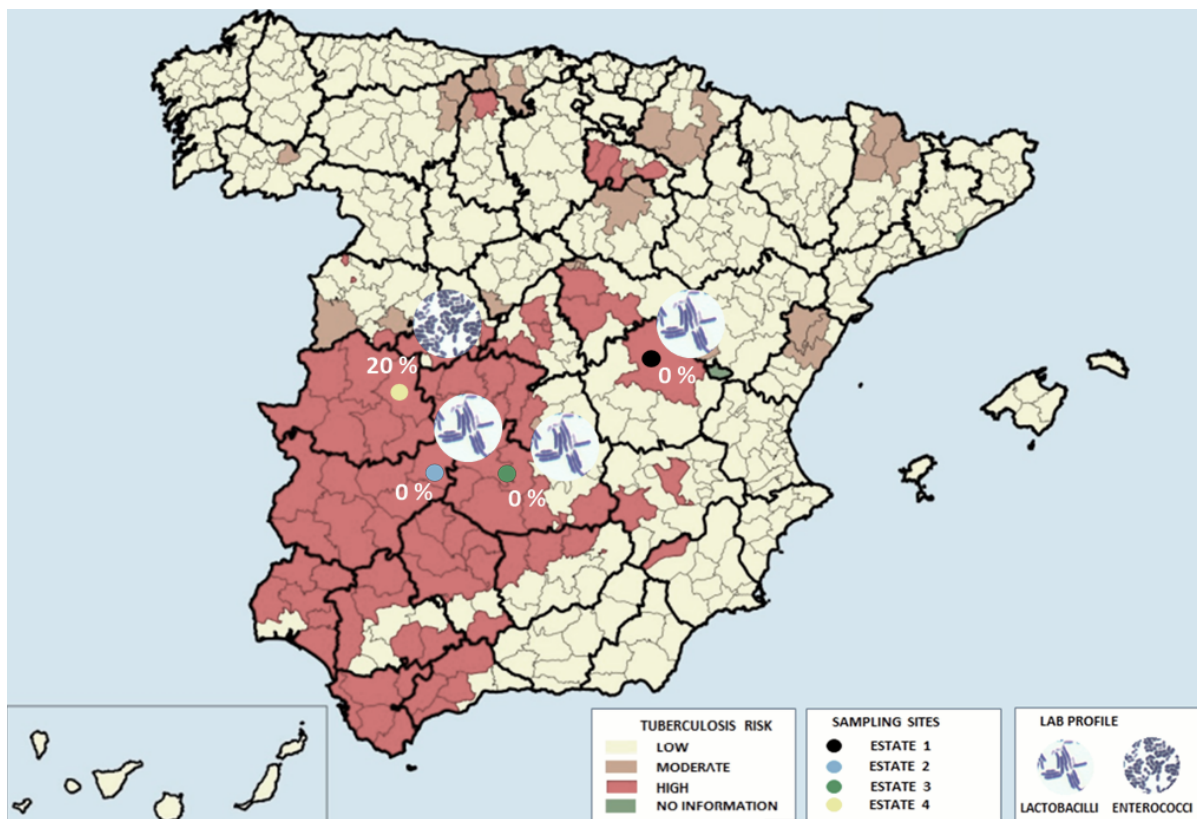 20 %
0 %
0 %
0 %
TUBERCULOSIS RISK
LOW
MODERATE
HIGH
NO INFORMATION
SAMPLING SITES
ESTATE 1
ESTATE 2
ESTATE 3
ESTATE 4
LAB PROFILE
LACTOBACILLI
ENTEROCOCCI